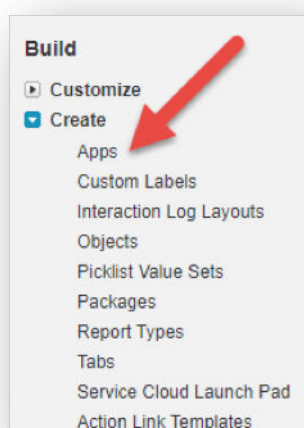 Build
Customize
Create
Apps
Custom Labels
Interaction Log Layouts
Objects
Picklist Value Sets
Packages
Report Types
Tabs
Service Cloud Launch Pad
Action Link Templates